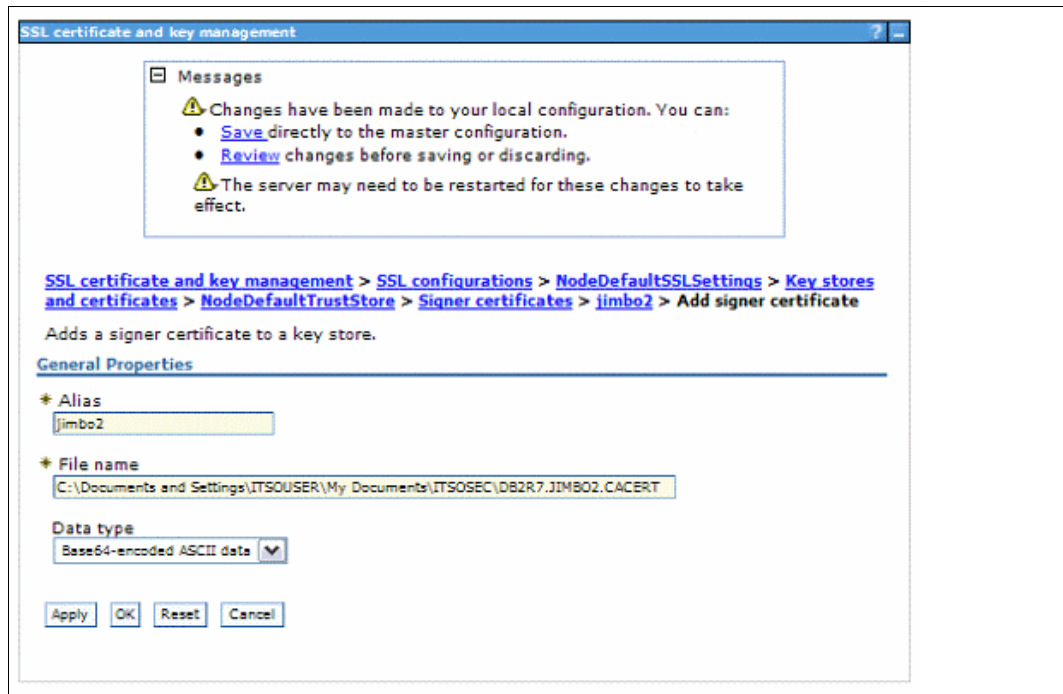 SSL certificate and key management ? –
Messages
Changes have been made to your local configuration. You can:
• Save directly to the master configuration.
• Review changes before saving or discarding.
The server may need to be restarted for these changes to take
effect.
SSL certificate and key management > SSL configurations > NodeDefaultSSLSettings > Key stores
and certificates > NodeDefaultTrustStore > Signer certificates > jimbo2 > Add signer certificate
Adds a signer certificate to a key store.
General Properties
* Alias
jimbo2
* File name
C:\Documents and Settings\ITSOUSER\My Documents\ITSOSEC\DB2R7.JIMBO2.CACERT
Data type
Base64-encoded ASCII data
Apply OK Reset Cancel